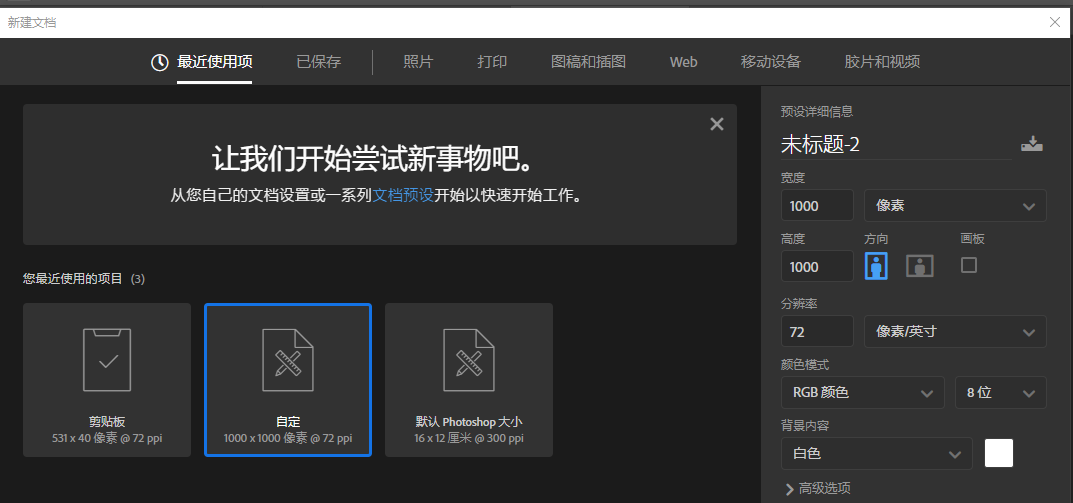 新建文档
最近使用项 已保存 照片 打印 图稿和插图 Web 移动设备 胶片和视频
让我们开始尝试新事物吧。
从您自己的文档设置或一系列文档预设开始以快速开始工作。
您最近使用的项目 (3)
剪贴板
531 x 40 像素 @ 72 ppi
自定
1000 x 1000 像素 @ 72 ppi
默认 Photoshop 大小
16 x 12 厘米 @ 300 ppi
预设详细信息
未标题-2
宽度
1000 像素
高度 方向 画板
1000
分辨率
72 像素/英寸
颜色模式
RGB 颜色 8 位
背景内容
白色
高级选项